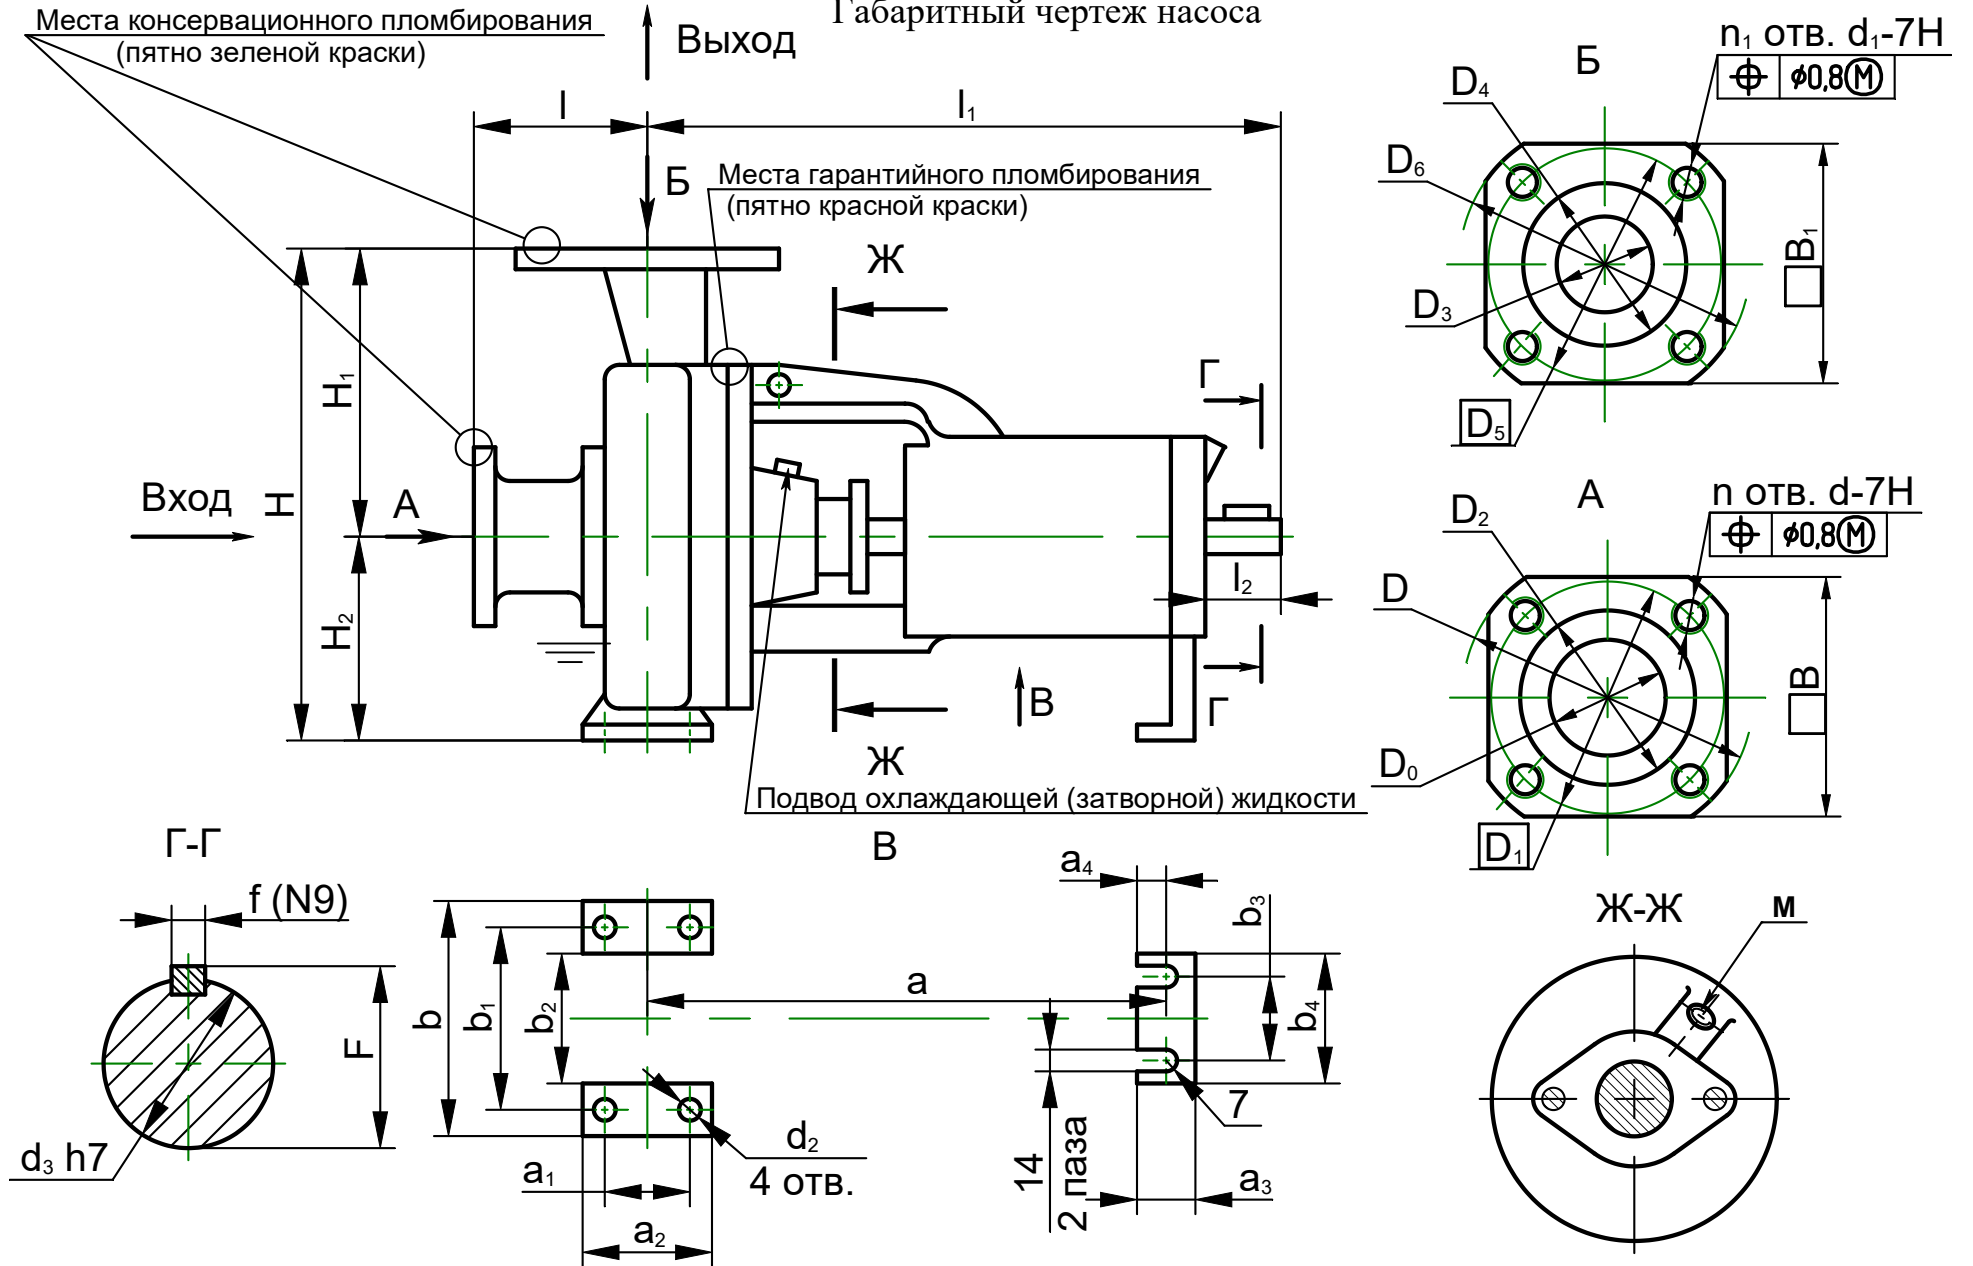 Габаритный чертеж насоса
Места консервационного пломбирования
(пятно зеленой краски)
Выход
l
l₁
Б
Места гарантийного пломбирования
(пятно красной краски)
Ж
Г
H₁
H
Вход
А
H₂
l₂
В
Г
Ж
Подвод охлаждающей (затворной) жидкости
Б
n₁ отв. d₁-7H
⌀0,8 M
D₄
D₆
D₃
D₅
B₁
А
n отв. d-7H
⌀0,8 M
D₂
D
D₀
D₁
B
Г-Г
f (N9)
F
d₃ h7
В
b
b₁
b₂
a
a₁
a₂
d₂
4 отв.
a₄
b₃
b₄
7
14
2 паза
a₃
Ж-Ж
М